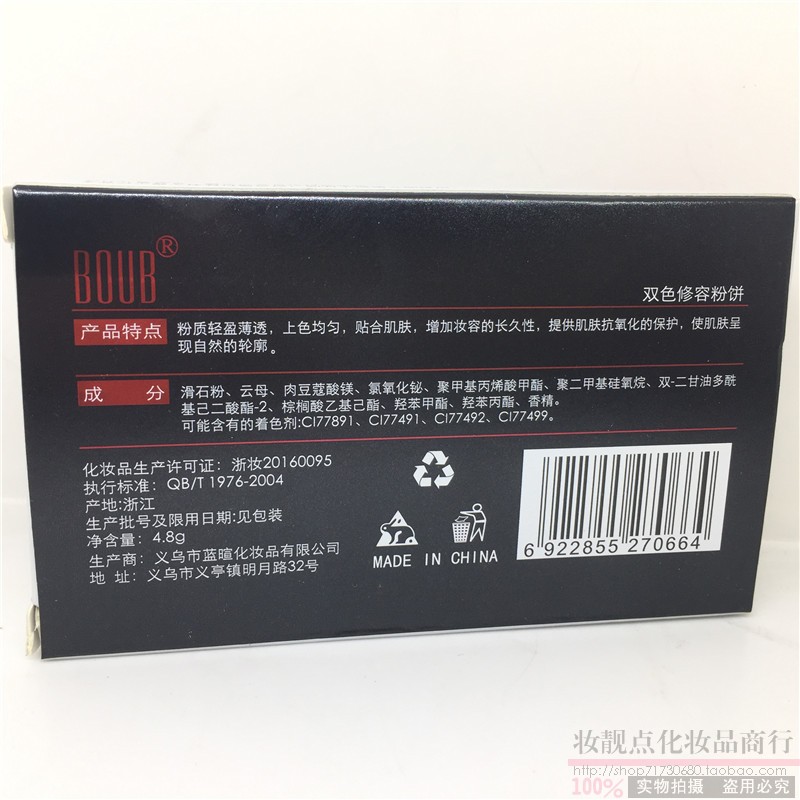 BOUB®
双色修容粉饼
产品特点 粉质轻盈薄透，上色均匀，贴合肌肤，增加妆容的长久性，提供肌肤抗氧化的保护，使肌肤呈
现自然的轮廓。
成 分 滑石粉、云母、肉豆蔻酸镁、氯氧化铋、聚甲基丙烯酸甲酯、聚二甲基硅氧烷、双-二甘油多酰
基己二酸酯-2、棕榈酸乙基己酯、羟苯甲酯、羟苯丙酯、香精。
可能含有的着色剂:CI77891、CI77491、CI77492、CI77499。
化妆品生产许可证：浙妆20160095
执行标准：QB/T 1976-2004
产地:浙江
生产批号及限用日期:见包装
净含量：4.8g
生产商：义乌市蓝暄化妆品有限公司
地 址：义乌市义亭镇明月路32号
MADE IN CHINA
6 922855 270664
妆靓点化妆品商行
http://shop71730680.taobao.com
100% 实物拍摄 盗用必究